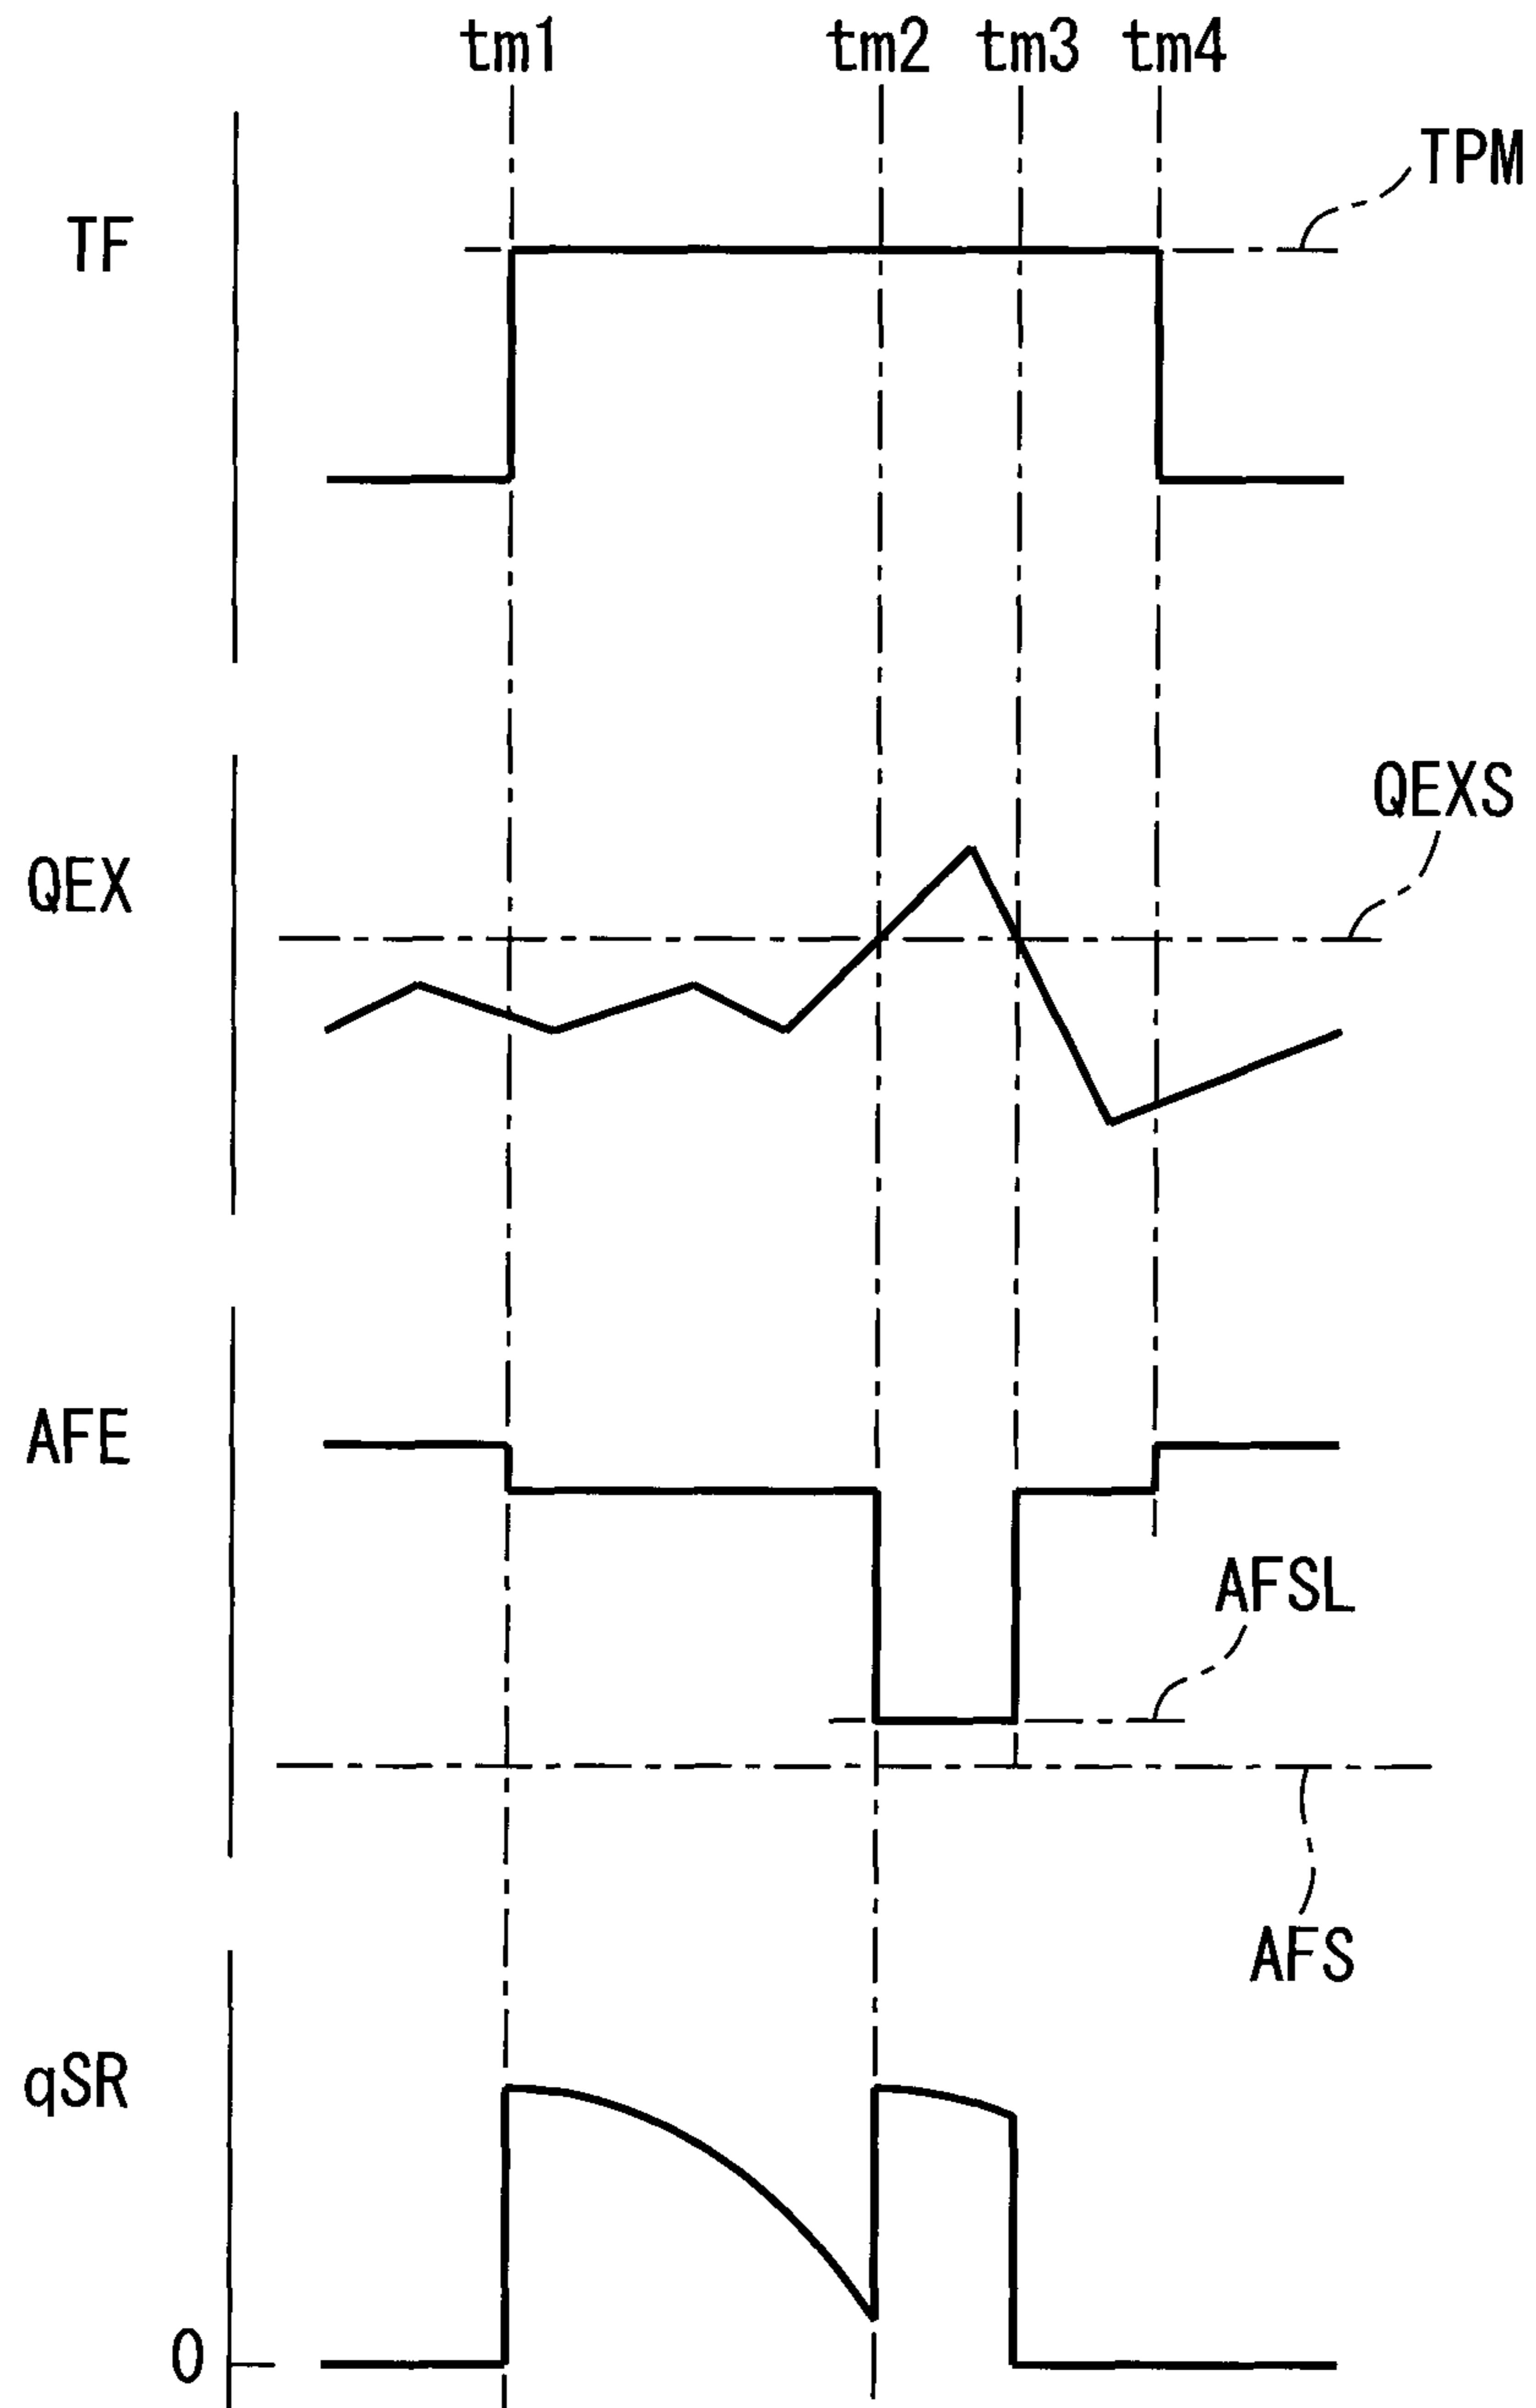 tm1 tm2 tm3 tm4
TPM
TF
QEXS
QEX
AFE
AFSL
AFS
qSR
0